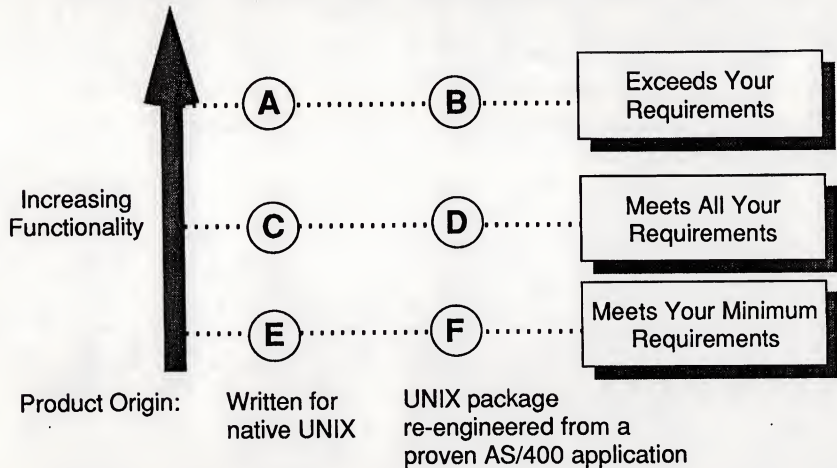 A
B
Exceeds Your
Requirements
Increasing
Functionality
C
D
Meets All Your
Requirements
E
F
Meets Your Minimum
Requirements
Product Origin:
Written for
native UNIX
UNIX package
re-engineered from a
proven AS/400 application